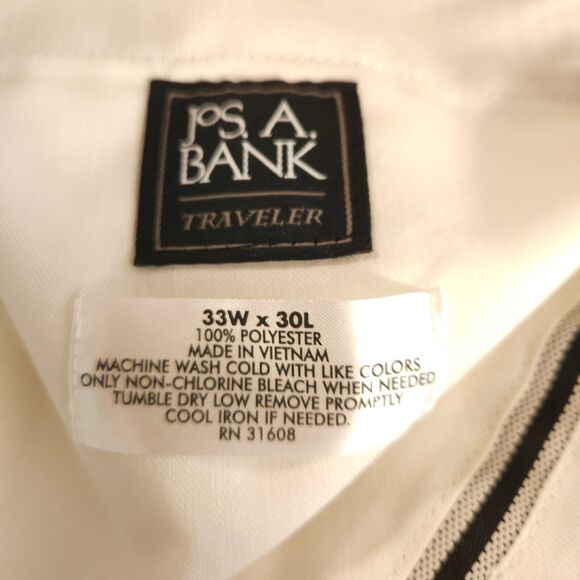 JOS. A.
BANK
TRAVELER
33W x 30L
100% POLYESTER
MADE IN VIETNAM
MACHINE WASH COLD WITH LIKE COLORS
ONLY NON-CHLORINE BLEACH WHEN NEEDED
TUMBLE DRY LOW REMOVE PROMPTLY
COOL IRON IF NEEDED.
RN 31608